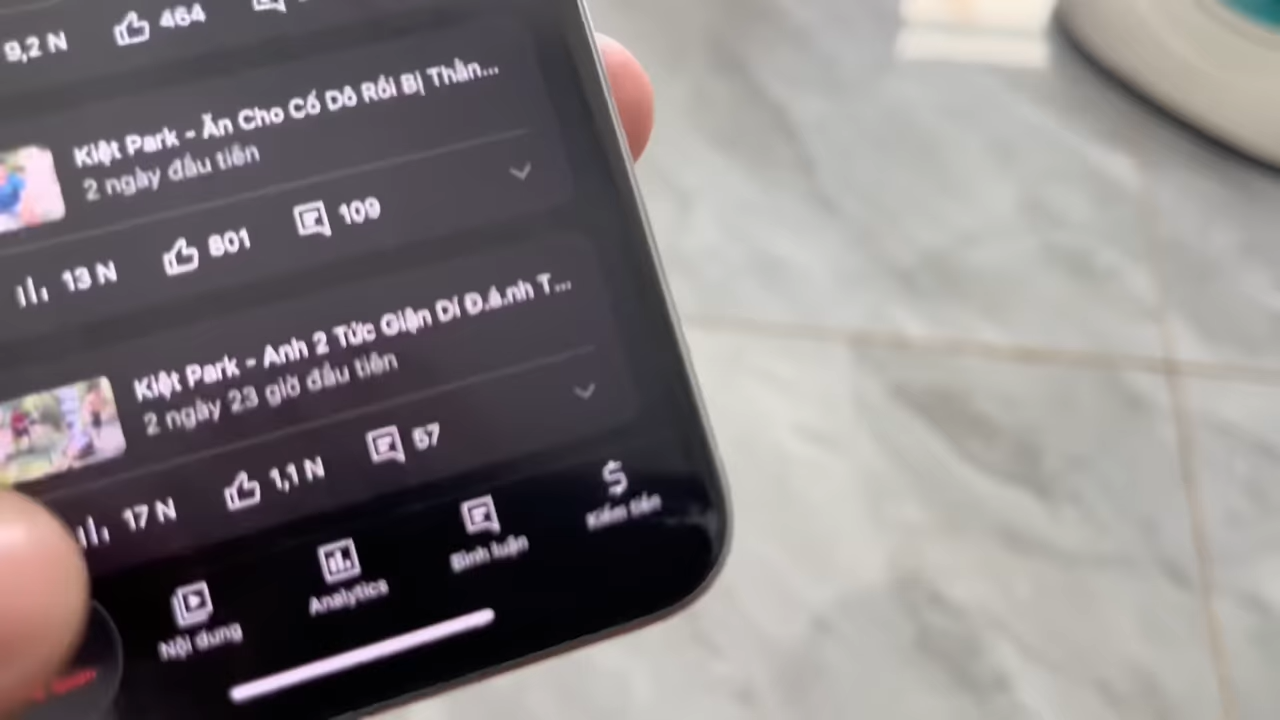 9,2 N 464
Kiệt Park - Ăn Cho Cố Dô Rồi Bị Thằn...
2 ngày đầu tiên
13 N 801 109
Kiệt Park - Anh 2 Tức Giận Dí Đ.á.nh T...
2 ngày 23 giờ đầu tiên
17 N 1,1 N 57
Nội dung Analytics Bình luận Kiếm tiền